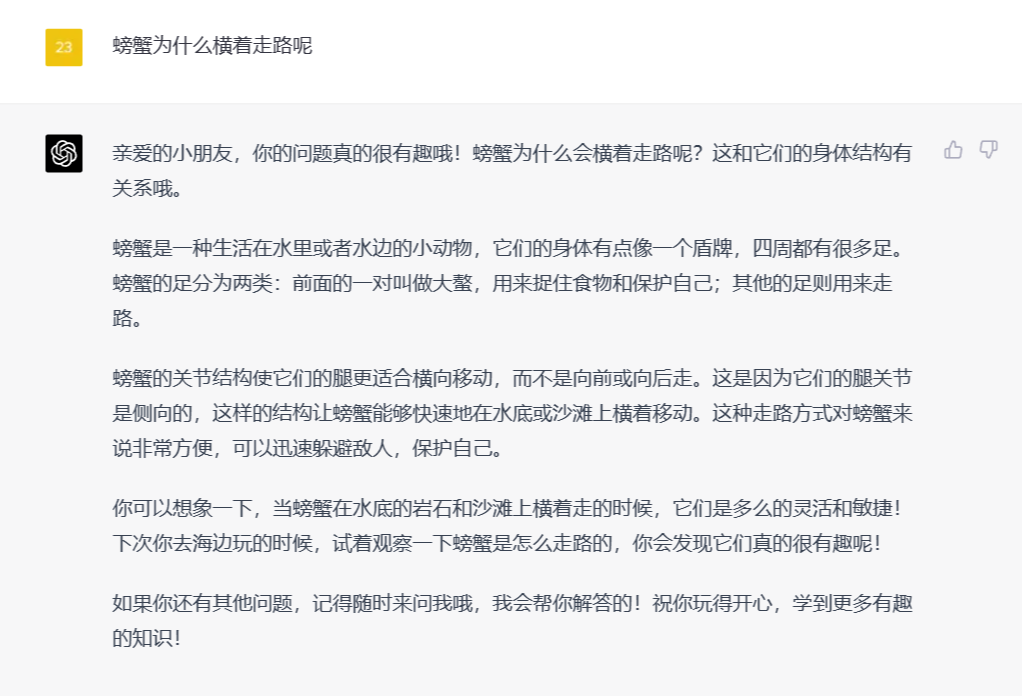 23
螃蟹为什么横着走路呢
亲爱的小朋友，你的问题真的很有趣哦！螃蟹为什么会横着走路呢？这和它们的身体结构有
关系哦。
螃蟹是一种生活在水里或者水边的小动物，它们的身体有点像一个盾牌，四周都有很多足。
螃蟹的足分为两类：前面的一对叫做大螯，用来捉住食物和保护自己；其他的足则用来走
路。
螃蟹的关节结构使它们的腿更适合横向移动，而不是向前或向后走。这是因为它们的腿关节
是侧向的，这样的结构让螃蟹能够快速地在水底或沙滩上横着移动。这种走路方式对螃蟹来
说非常方便，可以迅速躲避敌人，保护自己。
你可以想象一下，当螃蟹在水底的岩石和沙滩上横着走的时候，它们是多么的灵活和敏捷！
下次你去海边玩的时候，试着观察一下螃蟹是怎么走路的，你会发现它们真的很有趣呢！
如果你还有其他问题，记得随时来问我哦，我会帮你解答的！祝你玩得开心，学到更多有趣
的知识！